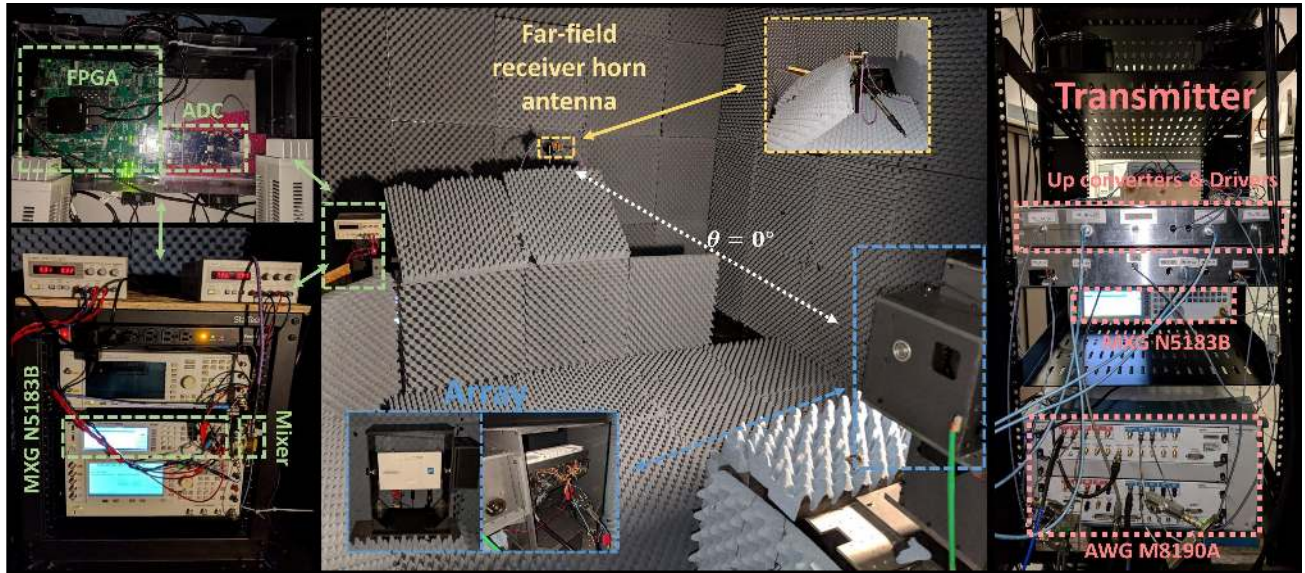 FPGA
ADC
MXG N5183B
Mixer
Far-field
receiver horn
antenna
θ = 0°
Array
Transmitter
Up converters & Drivers
MXG N5183B
AWG M8190A